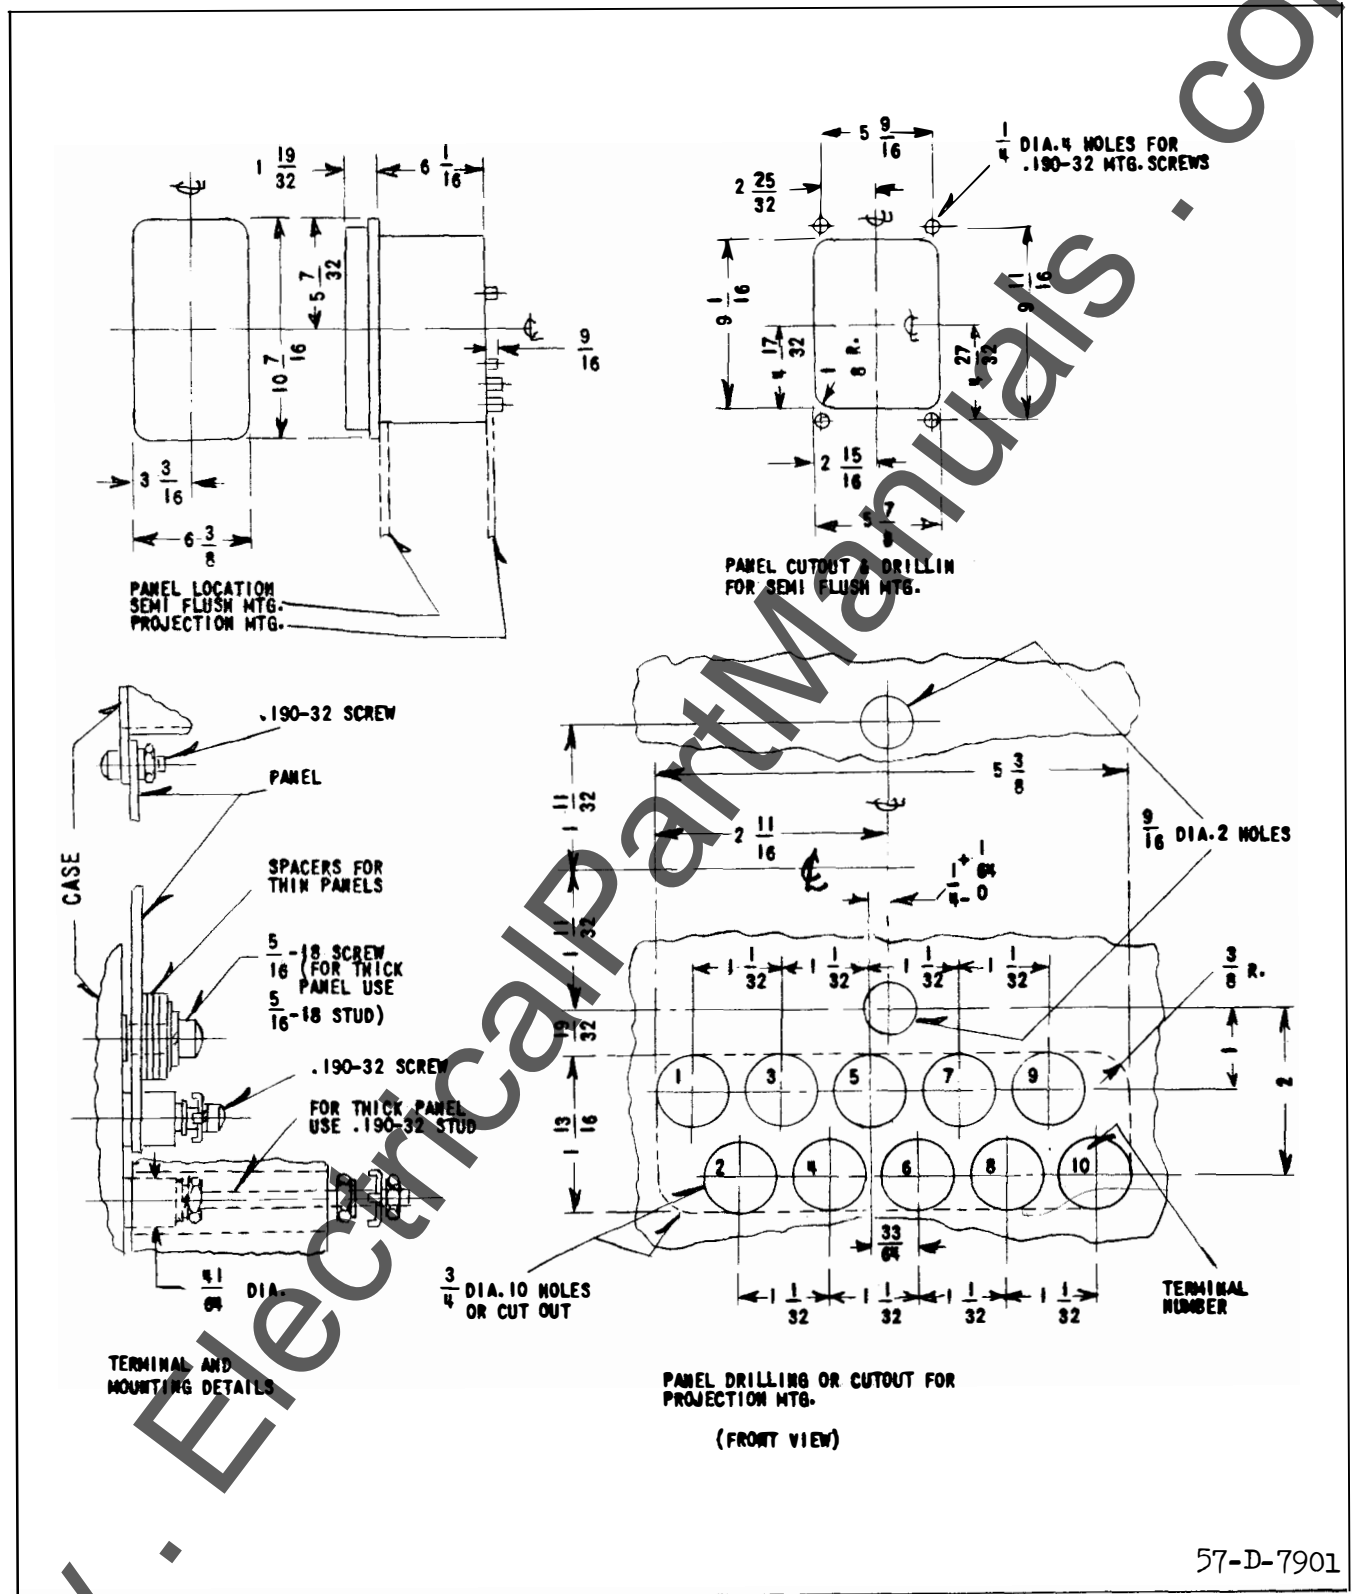 1 19/32
6 1/16
5 7/32
10 7/16
9/16
3 3/16
6 3/8
PANEL LOCATION
SEMI FLUSH MTG.
PROJECTION MTG.
5 9/16
1/4 DIA.4 HOLES FOR
.190-32 MTG.SCREWS
2 25/32
9 1/16
4 17/32
1/8 R.
9 11/16
4 27/32
2 15/16
5 7/8
PANEL CUTOUT & DRILLIN
FOR SEMI FLUSH MTG.
.190-32 SCREW
PANEL
CASE
SPACERS FOR
THIN PANELS
5/16-18 SCREW
(FOR THICK
PANEL USE
5/16-18 STUD)
.190-32 SCREW
FOR THICK PANEL
USE .190-32 STUD
41/64 DIA.
TERMINAL AND
MOUNTING DETAILS
5 3/8
1 11/32
2 11/16
9/16 DIA.2 HOLES
1/4 + 1/64 - 0
1 11/32
1 1/32 1 1/32 1 1/32 1 1/32
3/8 R.
19/32
1
2
1 3 5 7 9
1 13/16
2 4 6 8 10
33/64
3/4 DIA.10 HOLES
OR CUT OUT
1 1/32 1 1/32 1 1/32 1 1/32
TERMINAL
NUMBER
PANEL DRILLING OR CUTOUT FOR
PROJECTION MTG.
(FRONT VIEW)
57-D-7901
. ElectricalPartManuals . co